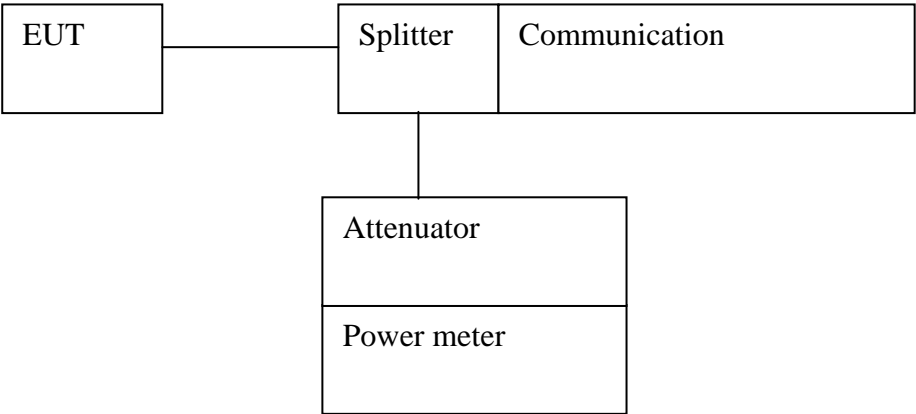 EUT
Splitter
Communication
Attenuator
Power meter